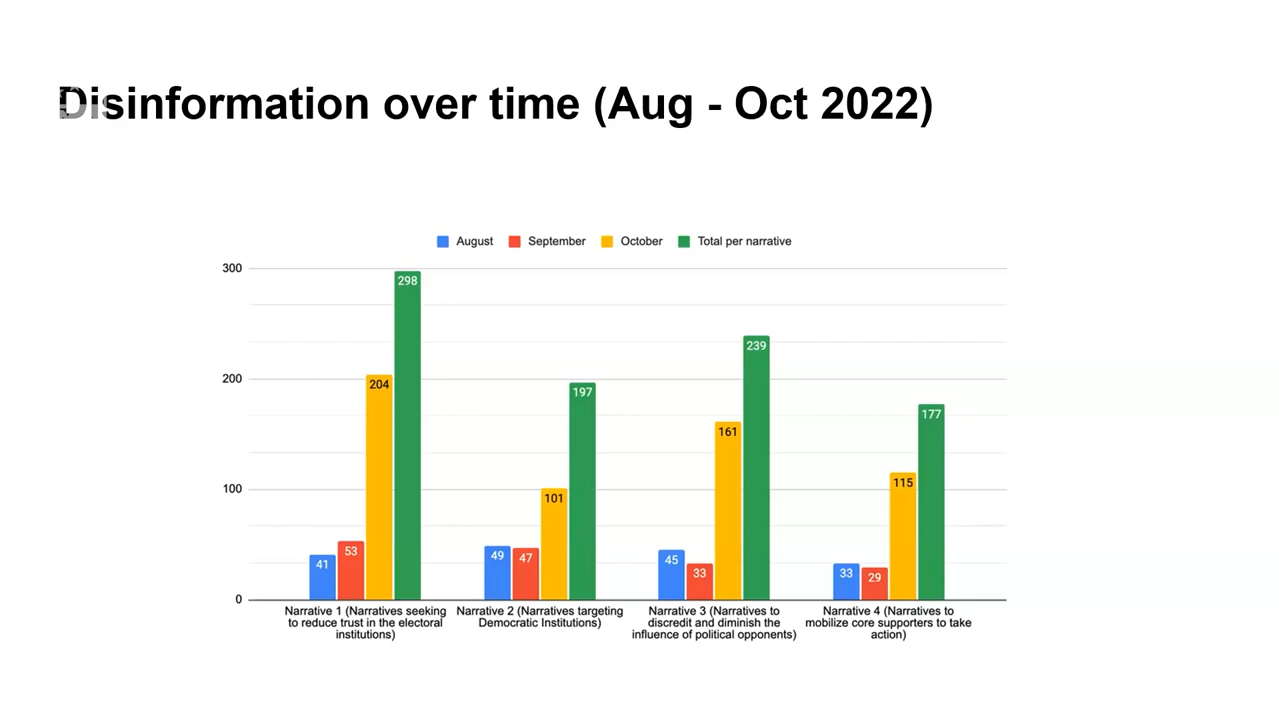 Disinformation over time (Aug - Oct 2022)
August September October Total per narrative
300
298
239
204
200
197
177
161
115
101
100
41 53 49 47 45 33 33 29
0
Narrative 1 (Narratives seeking
to reduce trust in the electoral
institutions)
Narrative 2 (Narratives targeting
Democratic Institutions)
Narrative 3 (Narratives to
discredit and diminish the
influence of political opponents)
Narrative 4 (Narratives to
mobilize core supporters to take
action)